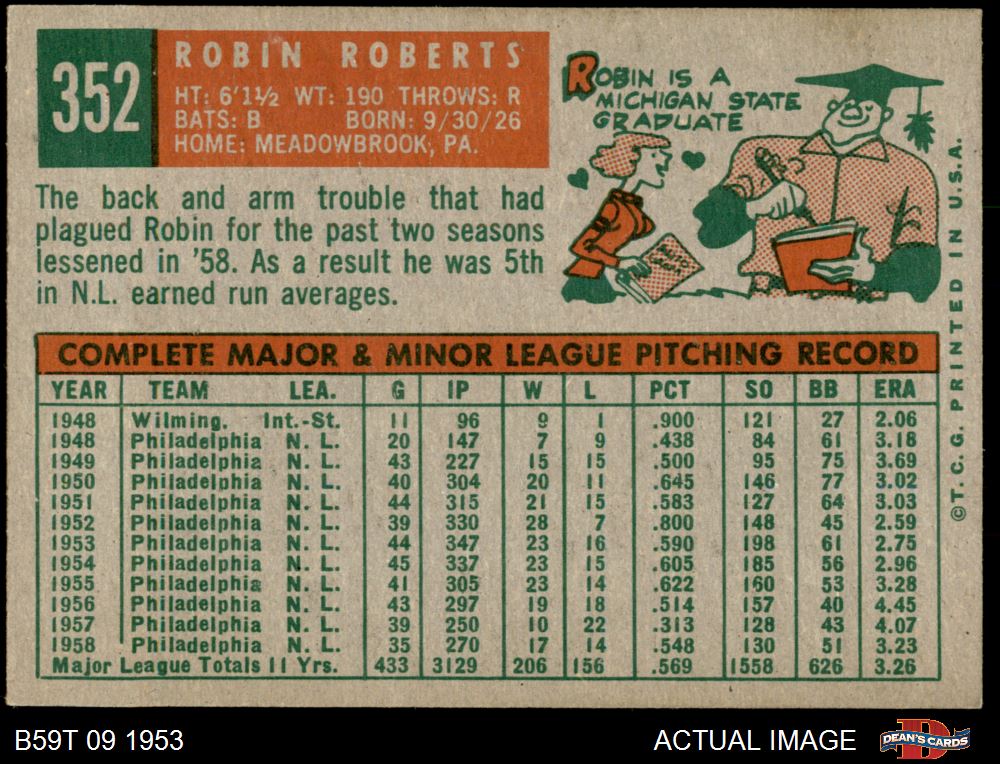 352
ROBIN ROBERTS
HT: 6'1½ WT: 190 THROWS: R
BATS: B BORN: 9/30/26
HOME: MEADOWBROOK, PA.
ROBIN IS A
MICHIGAN STATE
GRADUATE
The back and arm trouble that had
plagued Robin for the past two seasons
lessened in '58. As a result he was 5th
in N.L. earned run averages.
COMPLETE MAJOR & MINOR LEAGUE PITCHING RECORD
YEAR TEAM LEA. G IP W L PCT SO BB ERA
1948 Wilming. Int.-St. 11 96 9 1 .900 121 27 2.06
1948 Philadelphia N. L. 20 147 7 9 .438 84 61 3.18
1949 Philadelphia N. L. 43 227 15 15 .500 95 75 3.69
1950 Philadelphia N. L. 40 304 20 11 .645 146 77 3.02
1951 Philadelphia N. L. 44 315 21 15 .583 127 64 3.03
1952 Philadelphia N. L. 39 330 28 7 .800 148 45 2.59
1953 Philadelphia N. L. 44 347 23 16 .590 198 61 2.75
1954 Philadelphia N. L. 45 337 23 15 .605 185 56 2.96
1955 Philadelphia N. L. 41 305 23 14 .622 160 53 3.28
1956 Philadelphia N. L. 43 297 19 18 .514 157 40 4.45
1957 Philadelphia N. L. 39 250 10 22 .313 128 43 4.07
1958 Philadelphia N. L. 35 270 17 14 .548 130 51 3.23
Major League Totals 11 Yrs. 433 3129 206 156 .569 1558 626 3.26
©T. C. G. PRINTED IN U.S.A.
B59T 09 1953
ACTUAL IMAGE
D
DEAN'S CARDS